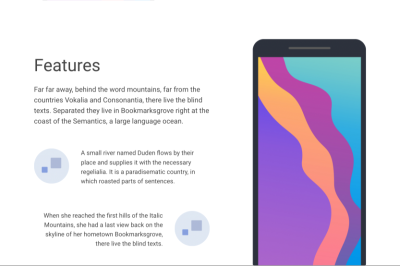 Features
Far far away, behind the word mountains, far from the
countries Vokalia and Consonantia, there live the blind
texts. Separated they live in Bookmarksgrove right at the
coast of the Semantics, a large language ocean.
A small river named Duden flows by their
place and supplies it with the necessary
regelialia. It is a paradisematic country, in
which roasted parts of sentences.
When she reached the first hills of the Italic
Mountains, she had a last view back on the
skyline of her hometown Bookmarksgrove,
there live the blind texts.